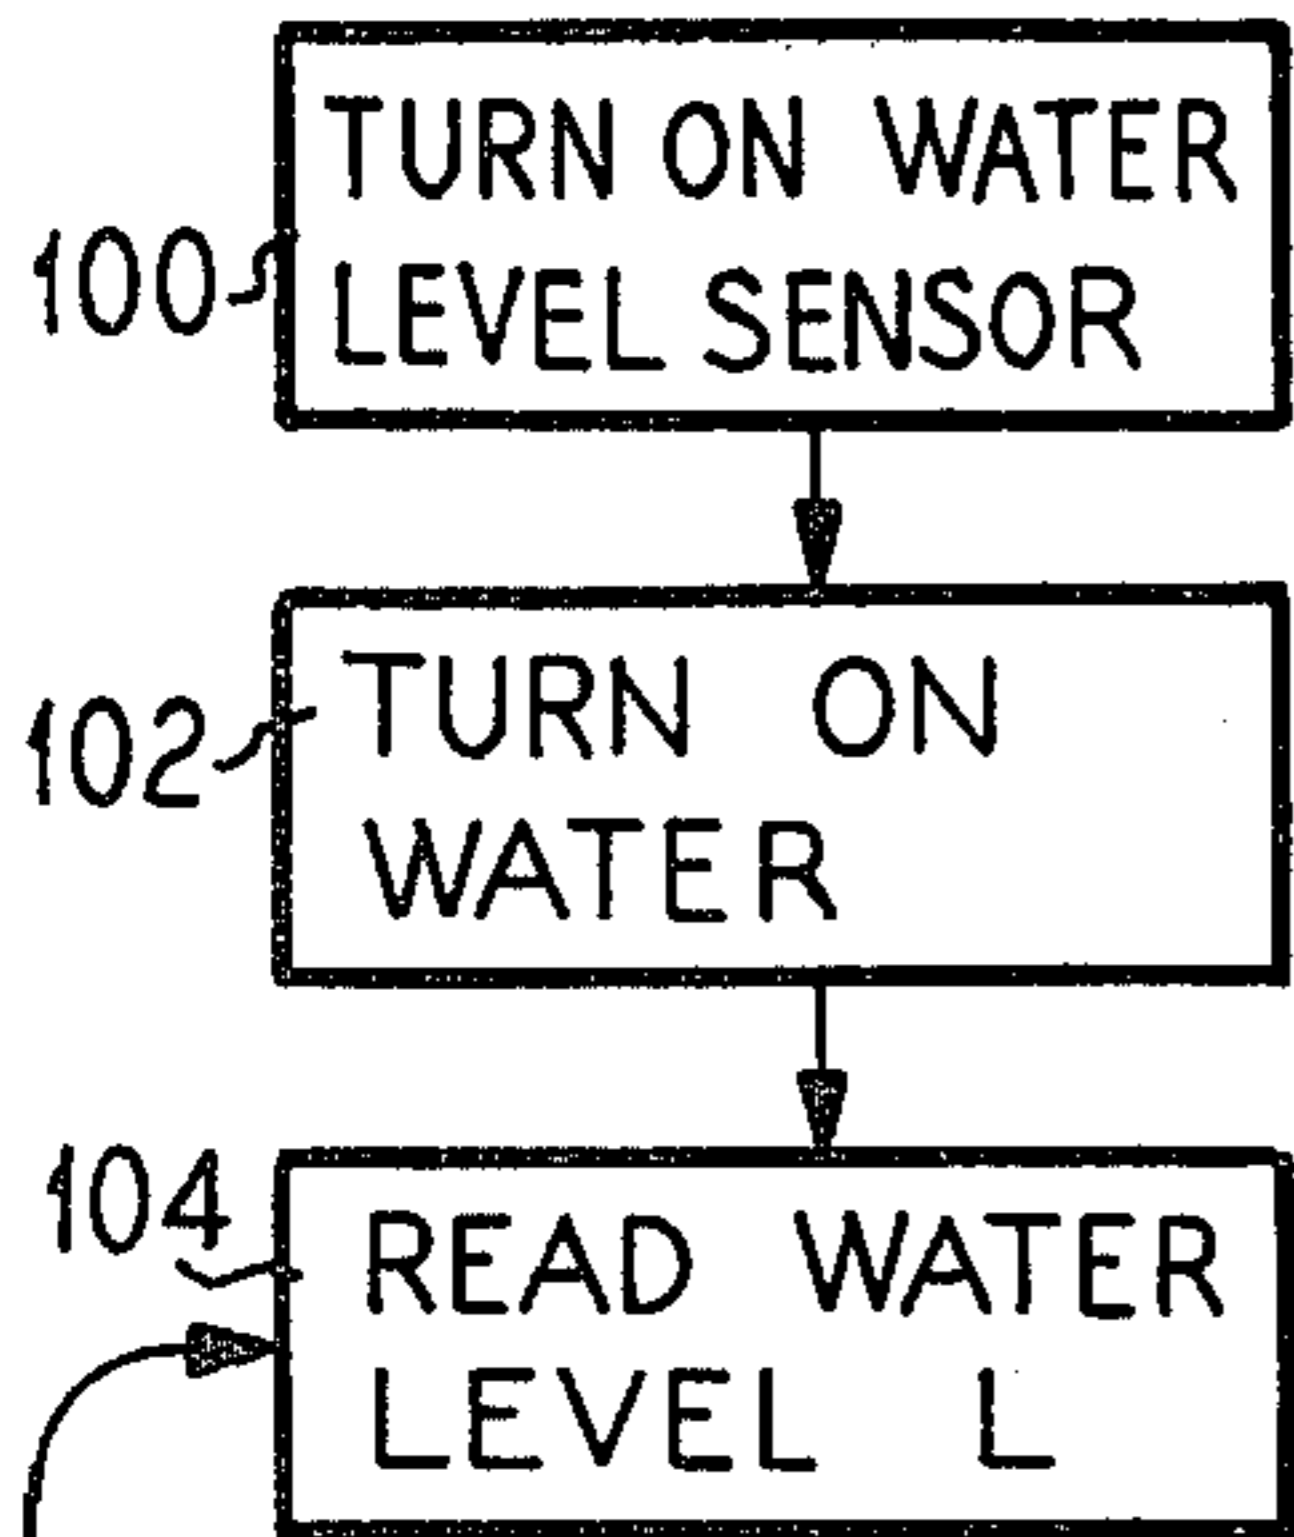 TURN ON WATER
100
LEVEL SENSOR
TURN ON
102
WATER
104
READ WATER
LEVEL L